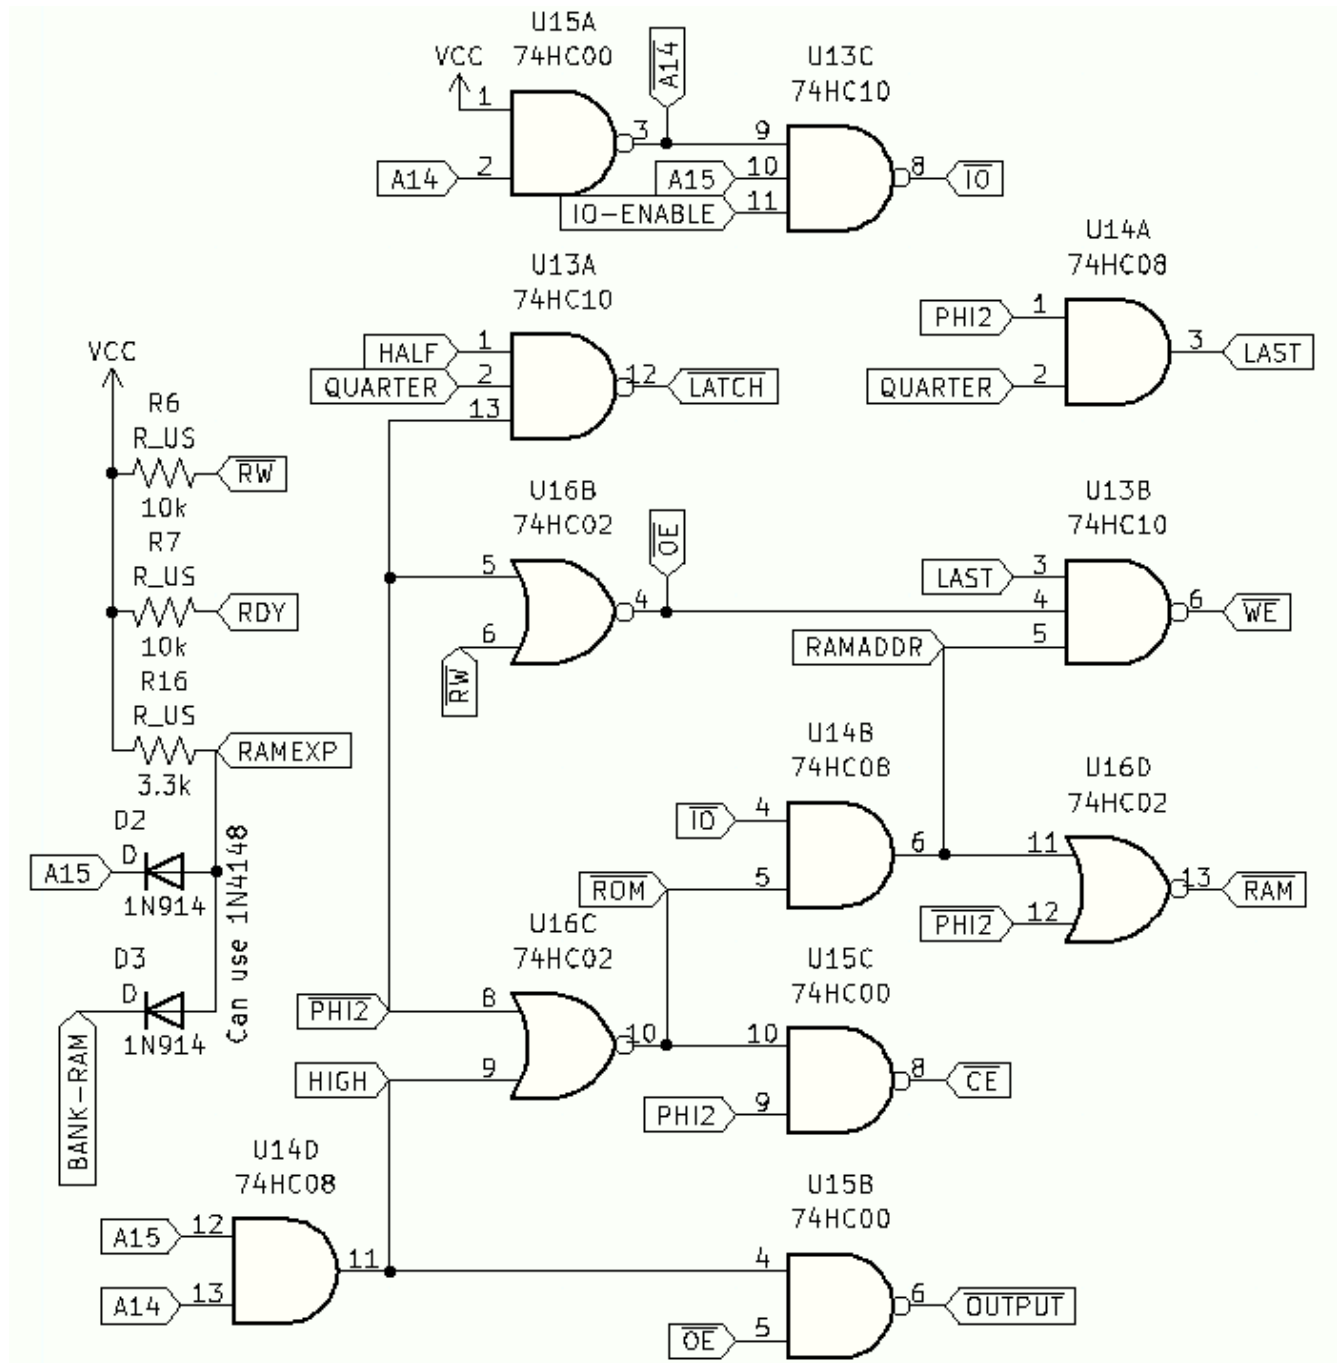 U15A
74HC00
VCC
1
A14
2
3
A14
U13C
74HC10
9
A15
10
IO-ENABLE
11
8
IO
U14A
74HC08
PHI2
1
QUARTER
2
3
LAST
U13A
74HC10
HALF
1
QUARTER
2
13
12
LATCH
VCC
R6
R_US
RW
10k
R7
R_US
RDY
10k
R16
R_US
RAMEXP
3.3k
D2
A15
D
1N914
D3
D
1N914
Can use 1N4148
BANK-RAM
U16B
74HC02
5
6
RW
4
OE
U13B
74HC10
LAST
3
4
RAMADDR
5
6
WE
U14B
74HC08
IO
4
ROM
5
6
U16D
74HC02
11
PHI2
12
13
RAM
U16C
74HC02
PHI2
8
HIGH
9
10
U15C
74HC00
10
PHI2
9
8
CE
U14D
74HC08
A15
12
A14
13
11
U15B
74HC00
4
OE
5
6
OUTPUT